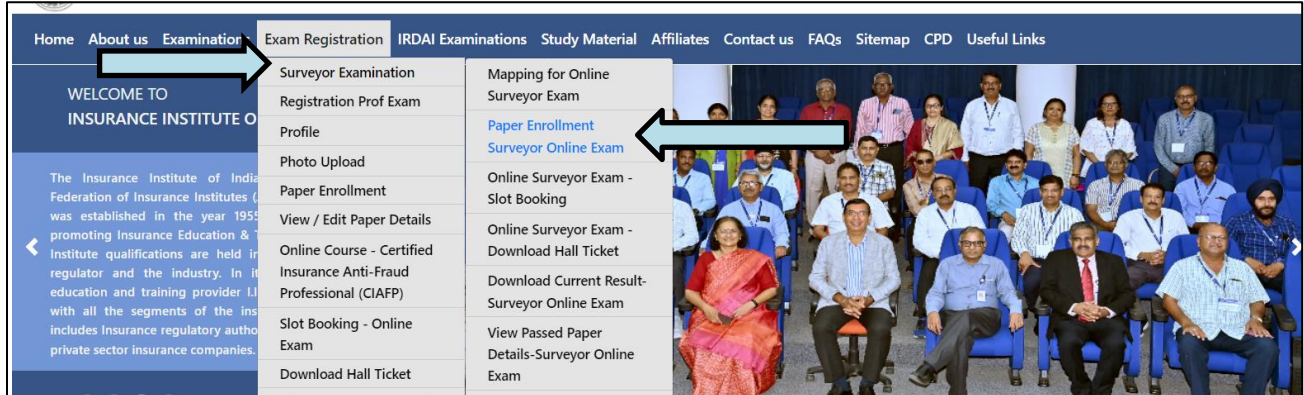 Home About us Examinations Exam Registration IRDAI Examinations Study Material Affiliates Contact us FAQs Sitemap CPD Useful Links
WELCOME TO
INSURANCE INSTITUTE O
The Insurance Institute of India
Federation of Insurance Institutes
was established in the year 1955
promoting Insurance Education &
Institute qualifications are held in
regulator and the industry. In
education and training provider
with all the segments of the
includes Insurance regulatory
private sector insurance companies.
Surveyor Examination
Registration Prof Exam
Profile
Photo Upload
Paper Enrollment
View / Edit Paper Details
Online Course - Certified
Insurance Anti-Fraud
Professional (CIAFP)
Slot Booking - Online
Exam
Download Hall Ticket
Mapping for Online
Surveyor Exam
Paper Enrollment
Surveyor Online Exam
Online Surveyor Exam -
Slot Booking
Online Surveyor Exam -
Download Hall Ticket
Download Current Result-
Surveyor Online Exam
View Passed Paper
Details-Surveyor Online
Exam